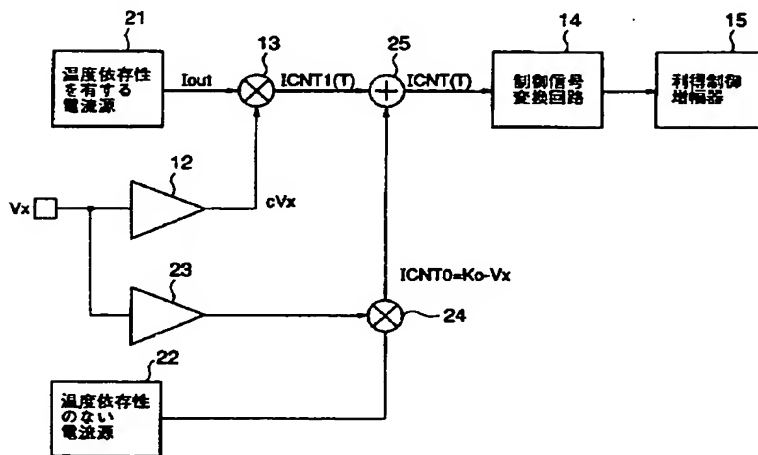 21
温度依存性
を有する
電流源
Iout
13
ICNT1(T)
25
ICNT(T)
14
制御信号
変換回路
15
利得制御
増幅器
12
Vx
cVx
23
ICNT0=Ko-Vx
24
22
温度依存性
のない
電流源